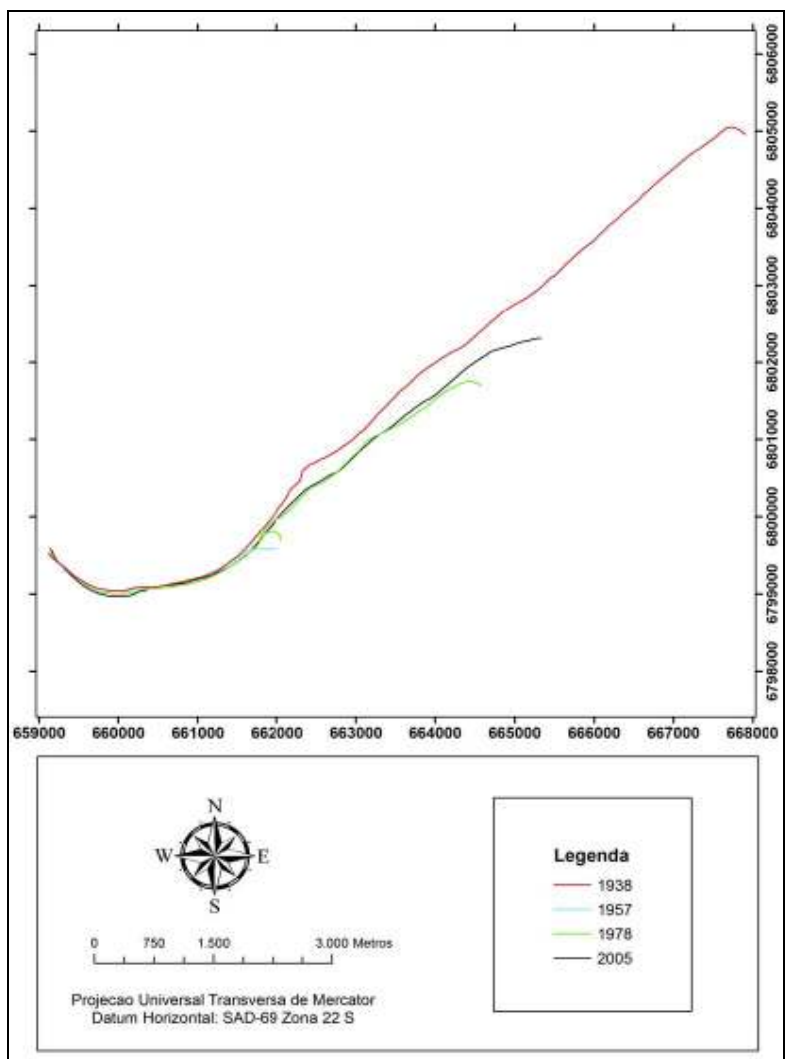 6806000
6805000
6804000
6803000
6802000
6801000
6800000
6799000
6798000
659000 660000 661000 662000 663000 664000 665000 666000 667000 668000
N
W E
S
0 750 1.500 3.000 Metros
Projecao Universal Transversa de Mercator
Datum Horizontal: SAD-69 Zona 22 S
Legenda
1938
1957
1978
2005